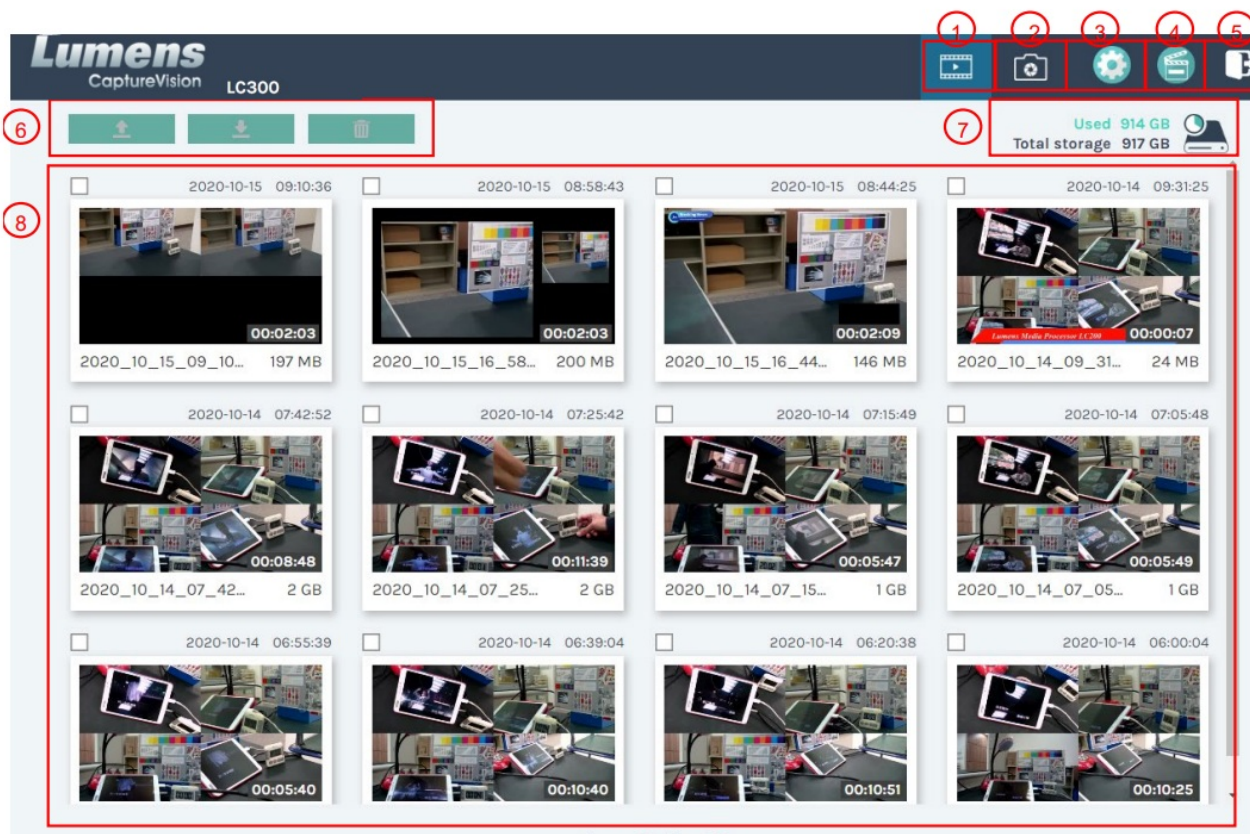 1 2 3 4 5
Lumens
CaptureVision LC300
6
7
Used 914 GB
Total storage 917 GB
8
2020-10-15 09:10:36 2020-10-15 08:58:43 2020-10-15 08:44:25 2020-10-14 09:31:25
00:02:03 00:02:03 00:02:09 00:00:07
Lumens Media Processor LC200
2020_10_15_09_10... 197 MB 2020_10_15_16_58... 200 MB 2020_10_15_16_44... 146 MB 2020_10_14_09_31... 24 MB
2020-10-14 07:42:52 2020-10-14 07:25:42 2020-10-14 07:15:49 2020-10-14 07:05:48
00:08:48 00:11:39 00:05:47 00:05:49
2020_10_14_07_42... 2 GB 2020_10_14_07_25... 2 GB 2020_10_14_07_15... 1 GB 2020_10_14_07_05... 1 GB
2020-10-14 06:55:39 2020-10-14 06:39:04 2020-10-14 06:20:38 2020-10-14 06:00:04
00:05:40 00:10:40 00:10:51 00:10:25